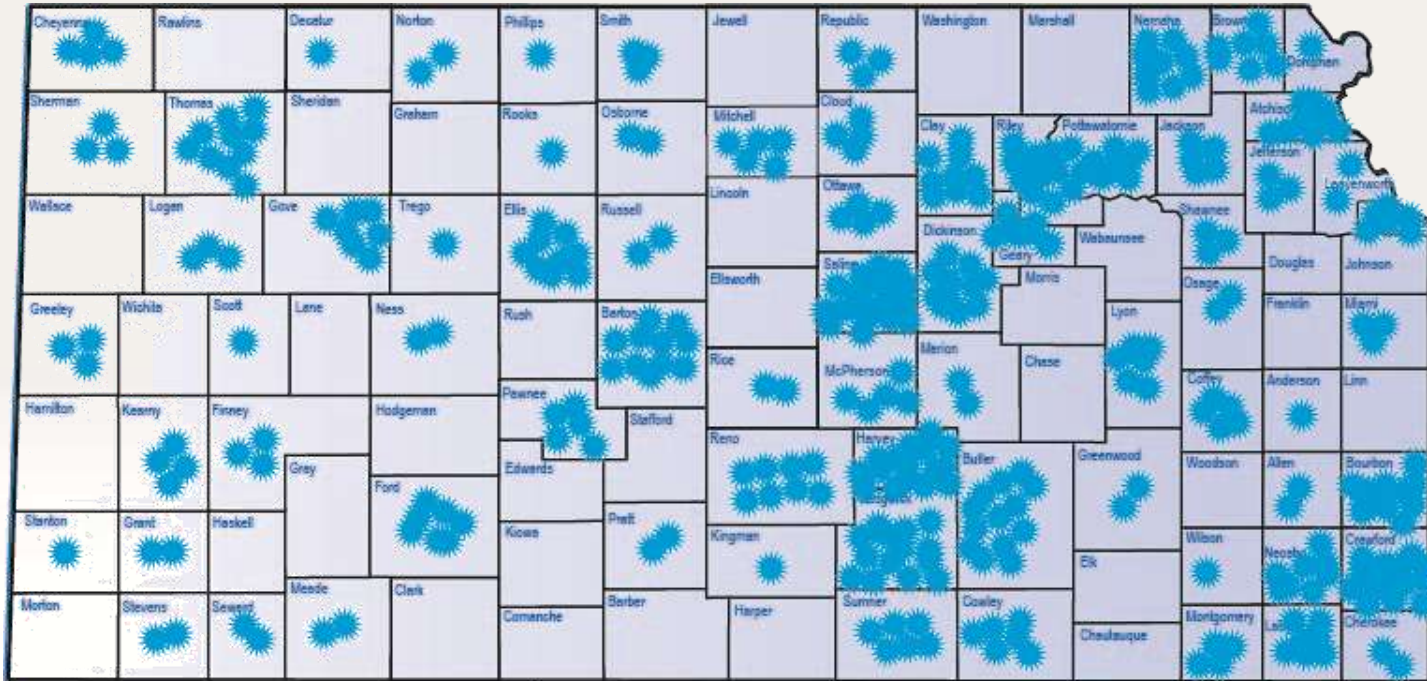 Cheyenne
Rawlins
Decatur
Norton
Phillips
Smith
Jewell
Republic
Washington
Marshall
Nemaha
Brown
Doniphan
Sherman
Thomas
Sheridan
Graham
Rooks
Osborne
Mitchell
Cloud
Clay
Riley
Pottawatomie
Jackson
Atchison
Jefferson
Leavenworth
Wallace
Logan
Gove
Trego
Ellis
Russell
Lincoln
Ottawa
Dickinson
Geary
Wabaunsee
Shawnee
Douglas
Johnson
Greeley
Wichita
Scott
Lane
Ness
Rush
Barton
Ellsworth
Saline
Morris
Lyon
Osage
Franklin
Miami
Rice
McPherson
Marion
Chase
Coffey
Anderson
Linn
Hamilton
Kearny
Finney
Hodgeman
Pawnee
Stafford
Reno
Harvey
Butler
Greenwood
Woodson
Allen
Bourbon
Gray
Ford
Edwards
Stanton
Grant
Haskell
Kiowa
Pratt
Kingman
Elk
Wilson
Neosho
Crawford
Morton
Stevens
Seward
Meade
Clark
Comanche
Barber
Harper
Sumner
Cowley
Chautauque
Montgomery
Cherokee